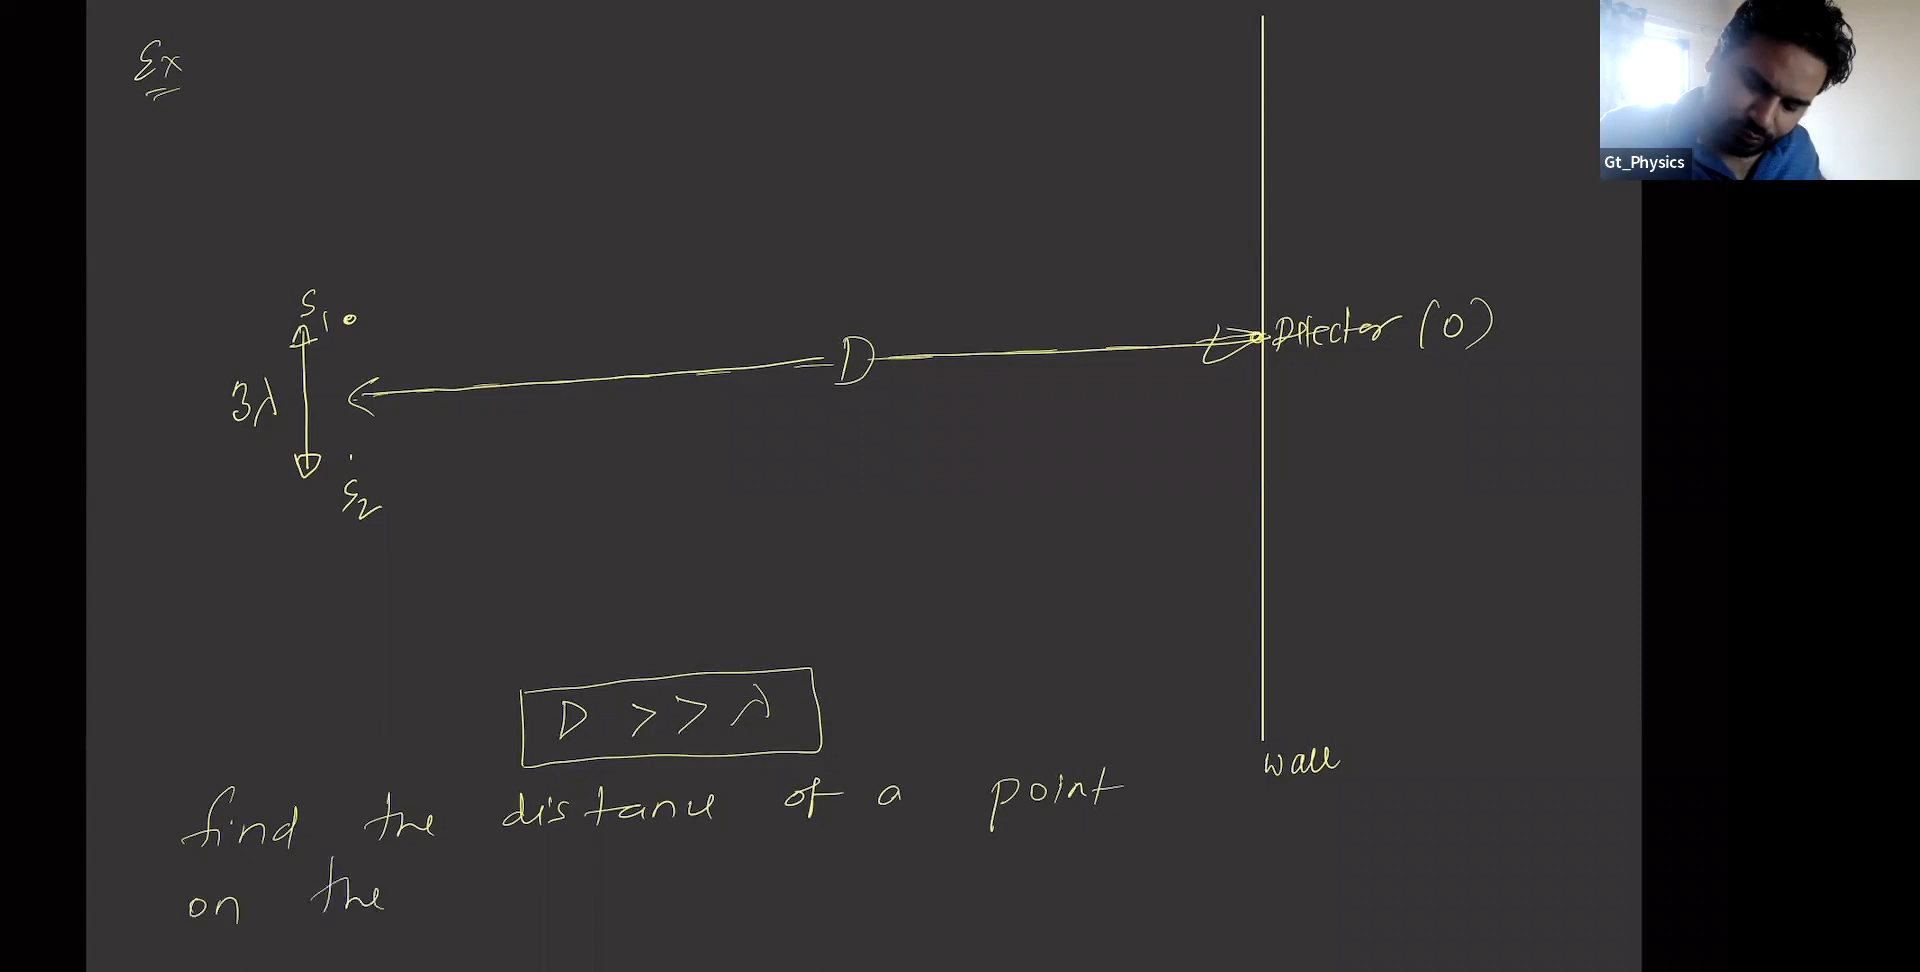 Ex
Gt_Physics
S1
3λ
D
Detector (O)
S2
D >> λ
wall
find the distance of a point
on the